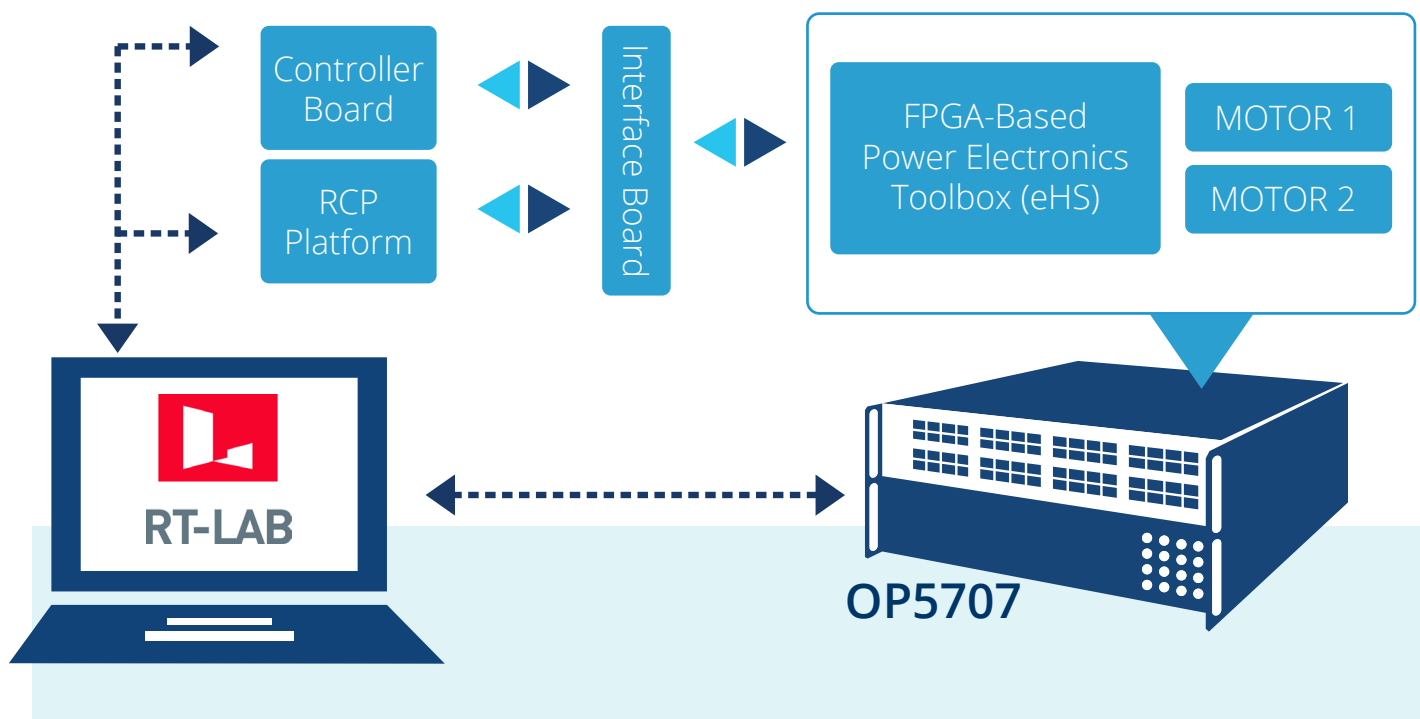 Controller
Board
RCP
Platform
Interface Board
FPGA-Based
Power Electronics
Toolbox (eHS)
MOTOR 1
MOTOR 2
RT-LAB
OP5707